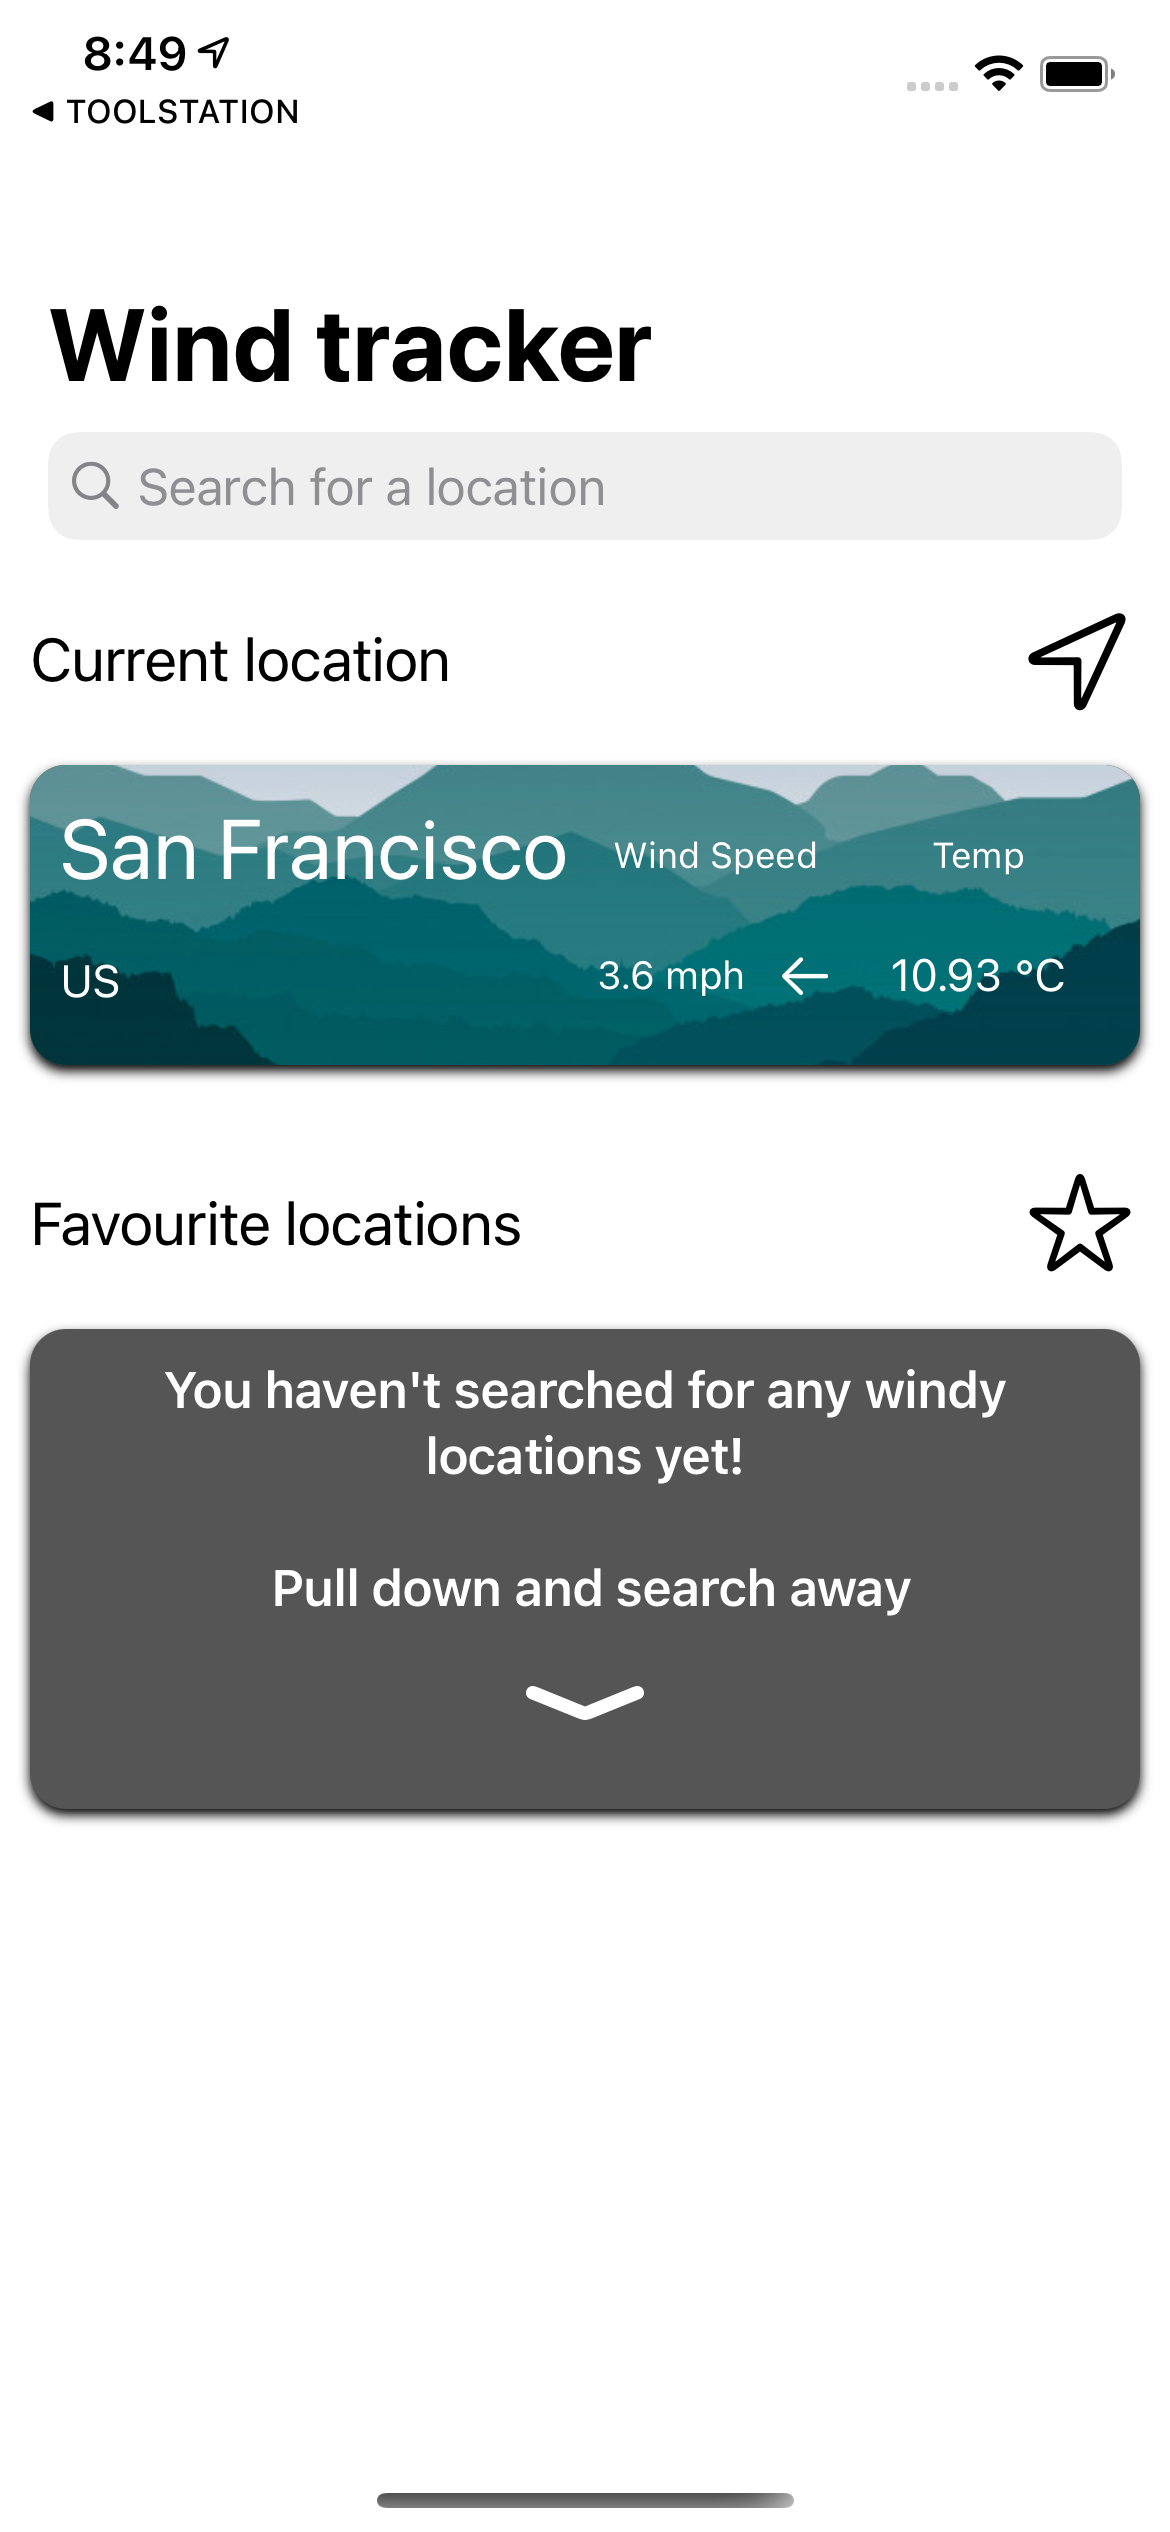 8:49
TOOLSTATION
Wind tracker
Search for a location
Current location
San Francisco Wind Speed Temp
US 3.6 mph 10.93 °C
Favourite locations
You haven't searched for any windy
locations yet!
Pull down and search away